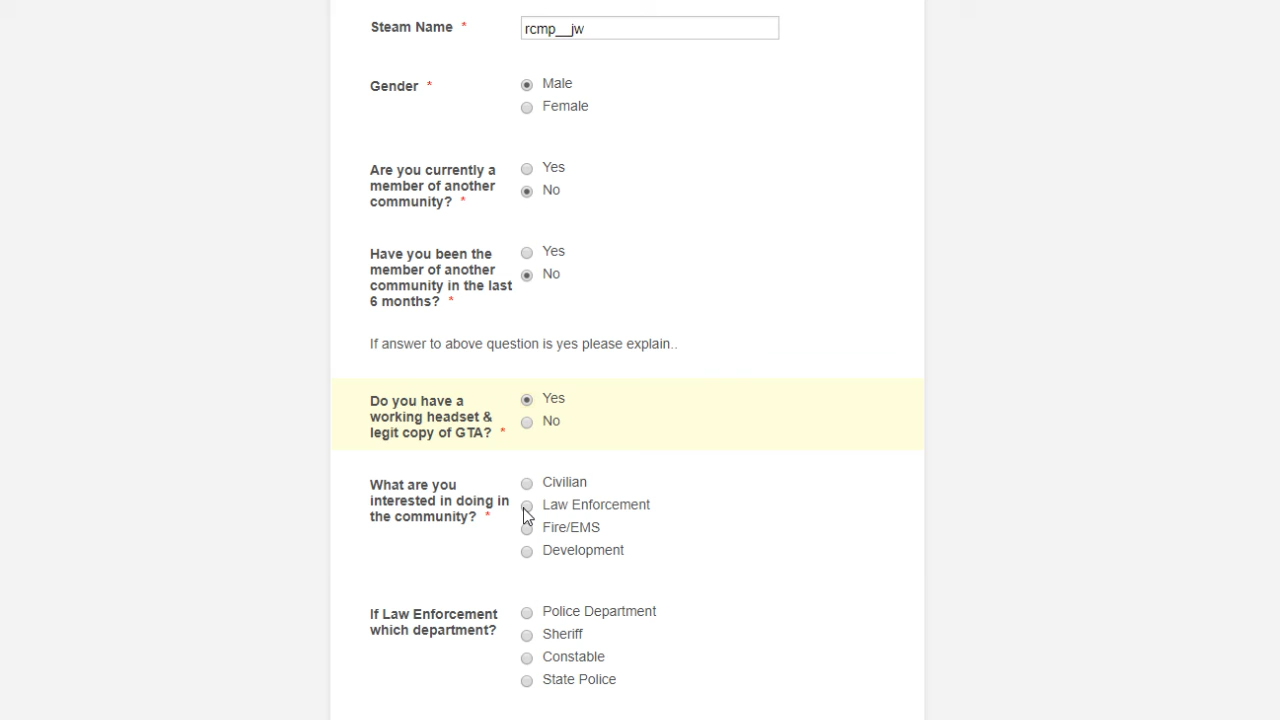 Steam Name *
rcmp__jw
Gender *
Male
Female
Are you currently a
member of another
community? *
Yes
No
Have you been the
member of another
community in the last
6 months? *
Yes
No
If answer to above question is yes please explain..
Do you have a
working headset &
legit copy of GTA? *
Yes
No
What are you
interested in doing in
the community? *
Civilian
Law Enforcement
Fire/EMS
Development
If Law Enforcement
which department?
Police Department
Sheriff
Constable
State Police